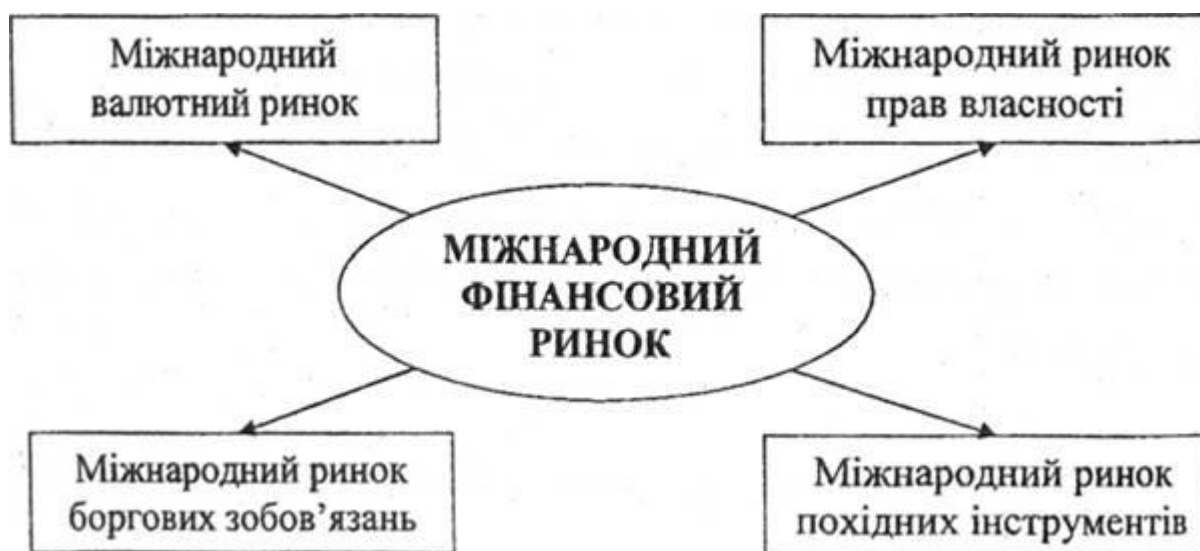 Міжнародний
валютний ринок
Міжнародний ринок
прав власності
МІЖНАРОДНИЙ
ФІНАНСОВИЙ
РИНОК
Міжнародний ринок
боргових зобов’язань
Міжнародний ринок
похідних інструментів